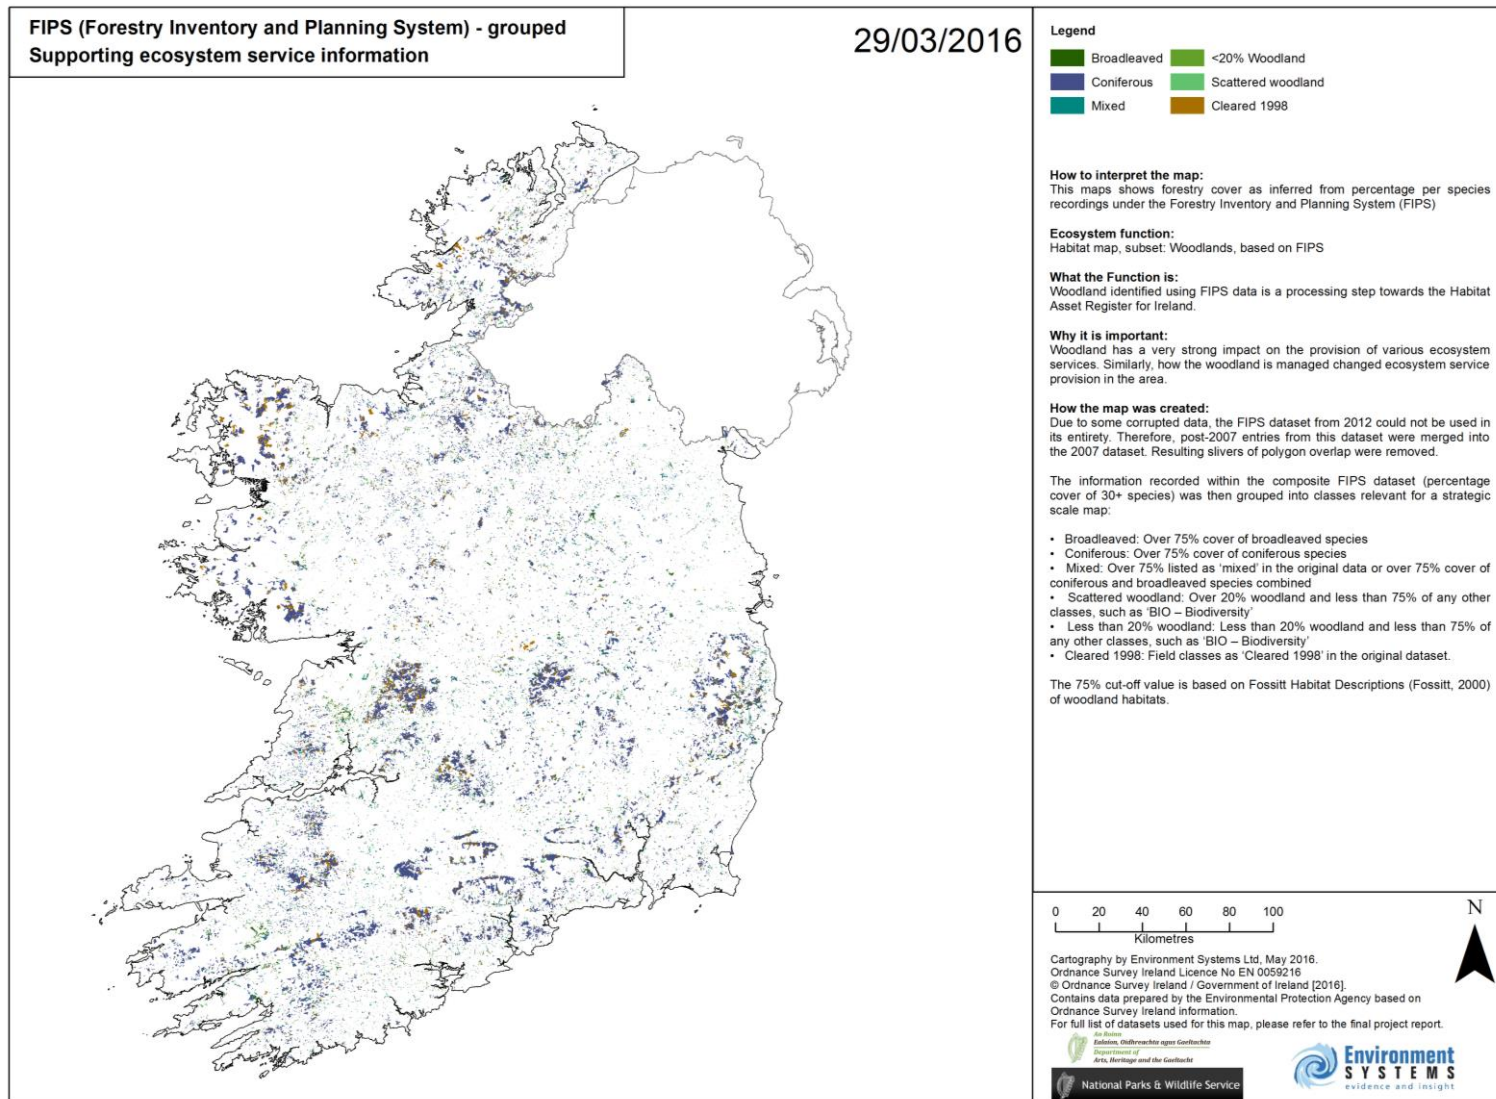 FIPS (Forestry Inventory and Planning System) - grouped
Supporting ecosystem service information
29/03/2016
Legend
Broadleaved
<20% Woodland
Coniferous
Scattered woodland
Mixed
Cleared 1998
How to interpret the map:
This maps shows forestry cover as inferred from percentage per species
recordings under the Forestry Inventory and Planning System (FIPS)
Ecosystem function:
Habitat map, subset: Woodlands, based on FIPS
What the Function is:
Woodland identified using FIPS data is a processing step towards the Habitat
Asset Register for Ireland.
Why it is important:
Woodland has a very strong impact on the provision of various ecosystem
services. Similarly, how the woodland is managed changed ecosystem service
provision in the area.
How the map was created:
Due to some corrupted data, the FIPS dataset from 2012 could not be used in
its entirety. Therefore, post-2007 entries from this dataset were merged into
the 2007 dataset. Resulting slivers of polygon overlap were removed.
The information recorded within the composite FIPS dataset (percentage
cover of 30+ species) was then grouped into classes relevant for a strategic
scale map:
• Broadleaved: Over 75% cover of broadleaved species
• Coniferous: Over 75% cover of coniferous species
• Mixed: Over 75% listed as ‘mixed’ in the original data or over 75% cover of
coniferous and broadleaved species combined
• Scattered woodland: Over 20% woodland and less than 75% of any other
classes, such as ‘BIO – Biodiversity’
• Less than 20% woodland: Less than 20% woodland and less than 75% of
any other classes, such as ‘BIO – Biodiversity’
• Cleared 1998: Field classes as ‘Cleared 1998’ in the original dataset.
The 75% cut-off value is based on Fossitt Habitat Descriptions (Fossitt, 2000)
of woodland habitats.
0 20 40 60 80 100
Kilometres
N
Cartography by Environment Systems Ltd, May 2016.
Ordnance Survey Ireland Licence No EN 0059216
© Ordnance Survey Ireland / Government of Ireland [2016].
Contains data prepared by the Environmental Protection Agency based on
Ordnance Survey Ireland information.
For full list of datasets used for this map, please refer to the final project report.
An Roinn
Ealaíon, Oidhreachta agus Gaeltachta
Department of
Arts, Heritage and the Gaeltacht
National Parks & Wildlife Service
Environment
SYSTEMS
evidence and insight